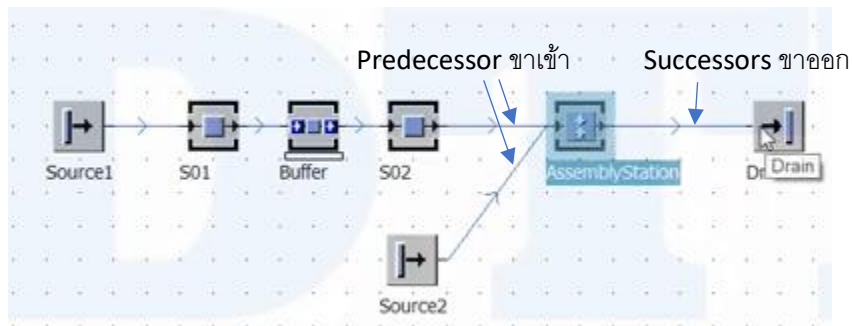 Predecessor ขาเข้า
Successors ขาออก
Source1
S01
Buffer
S02
AssemblyStation
Drain
Source2